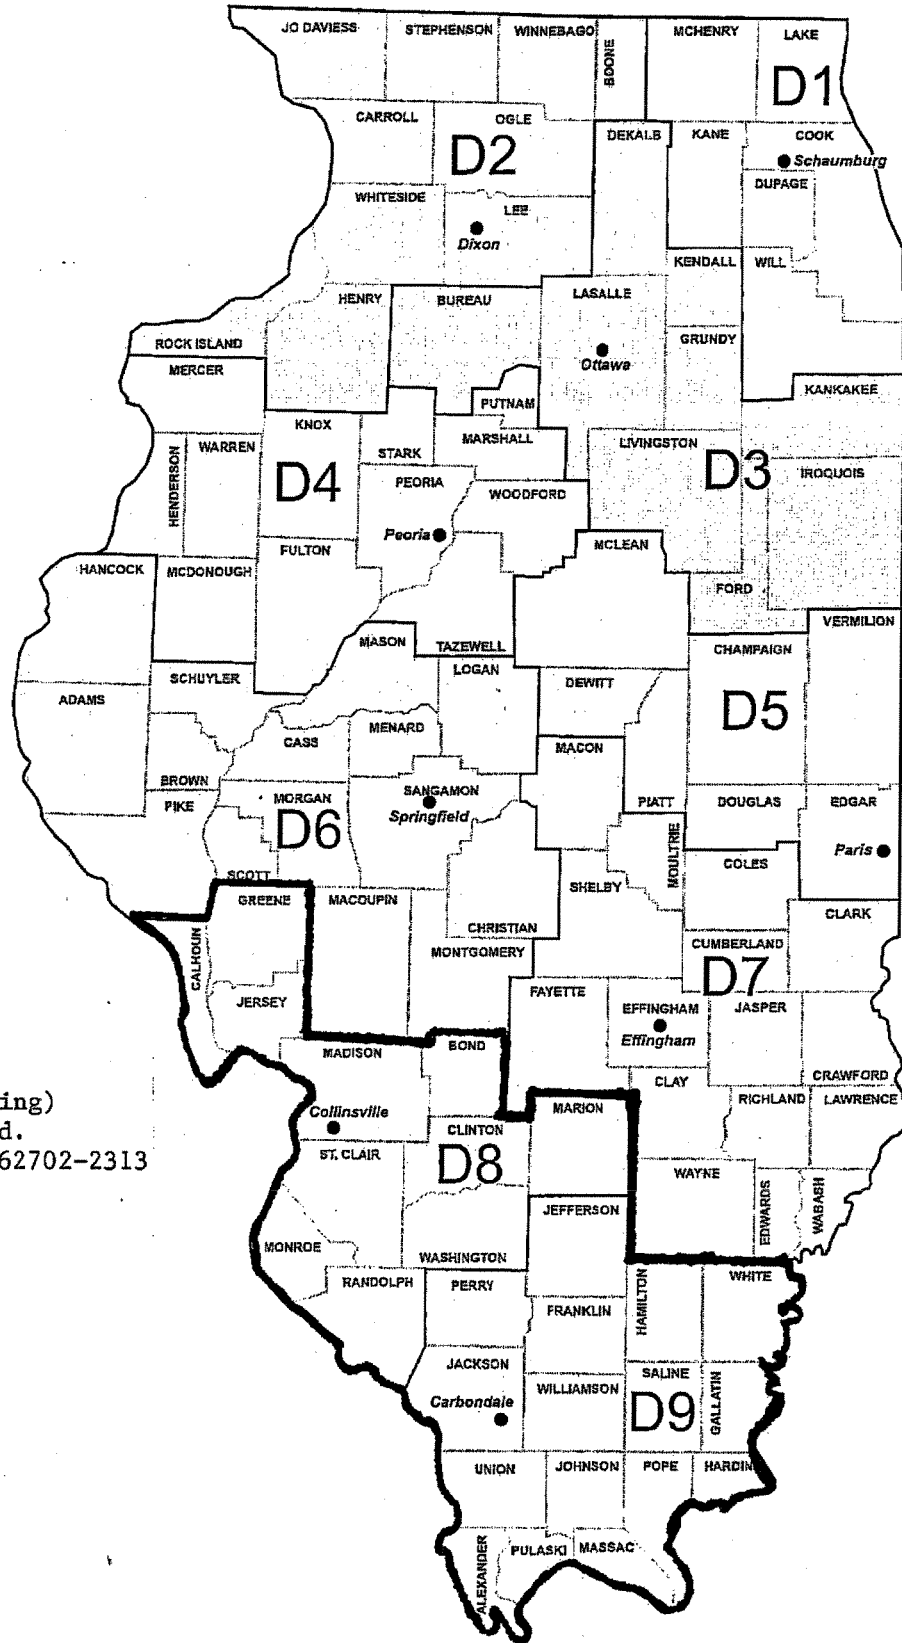 JO DAVIESS STEPHENSON WINNEBAGO BOONE MCHENRY LAKE
D1
CARROLL OGLE DEKALB KANE COOK
D2 Schaumburg
DUPAGE
WHITESIDE LEE
Dixon
KENDALL WILL
HENRY BUREAU LASALLE
ROCK ISLAND GRUNDY
Ottawa
MERCER
PUTNAM KANKAKEE
KNOX
WARREN STARK MARSHALL LIVINGSTON
D4 D3
HENDERSON PEORIA WOODFORD IROQUOIS
Peoria
FULTON MCLEAN
HANCOCK MCDONOUGH
FORD
VERMILION
MASON TAZEWELL CHAMPAIGN
SCHUYLER LOGAN
ADAMS DEWITT
D5
CASS MENARD
MACON
BROWN
PIKE MORGAN SANGAMON PIATT DOUGLAS EDGAR
Springfield
D6
MOULTRIE
Paris
COLES
SCOTT SHELBY
GREENE MACOUPIN
CLARK
CHRISTIAN
CALHOUN MONTGOMERY CUMBERLAND
D7
JERSEY FAYETTE EFFINGHAM JASPER
Effingham
MADISON BOND
CLAY CRAWFORD
ing)
Collinsville MARION RICHLAND LAWRENCE
d.
CLINTON
62702-2313
ST. CLAIR
D8
WAYNE
EDWARDS WABASH
JEFFERSON
MONROE
WASHINGTON
RANDOLPH PERRY HAMILTON WHITE
FRANKLIN
JACKSON SALINE
WILLIAMSON
Carbondale D9 GALLATIN
UNION JOHNSON POPE HARDIN
ALEXANDER PULASKI MASSAC